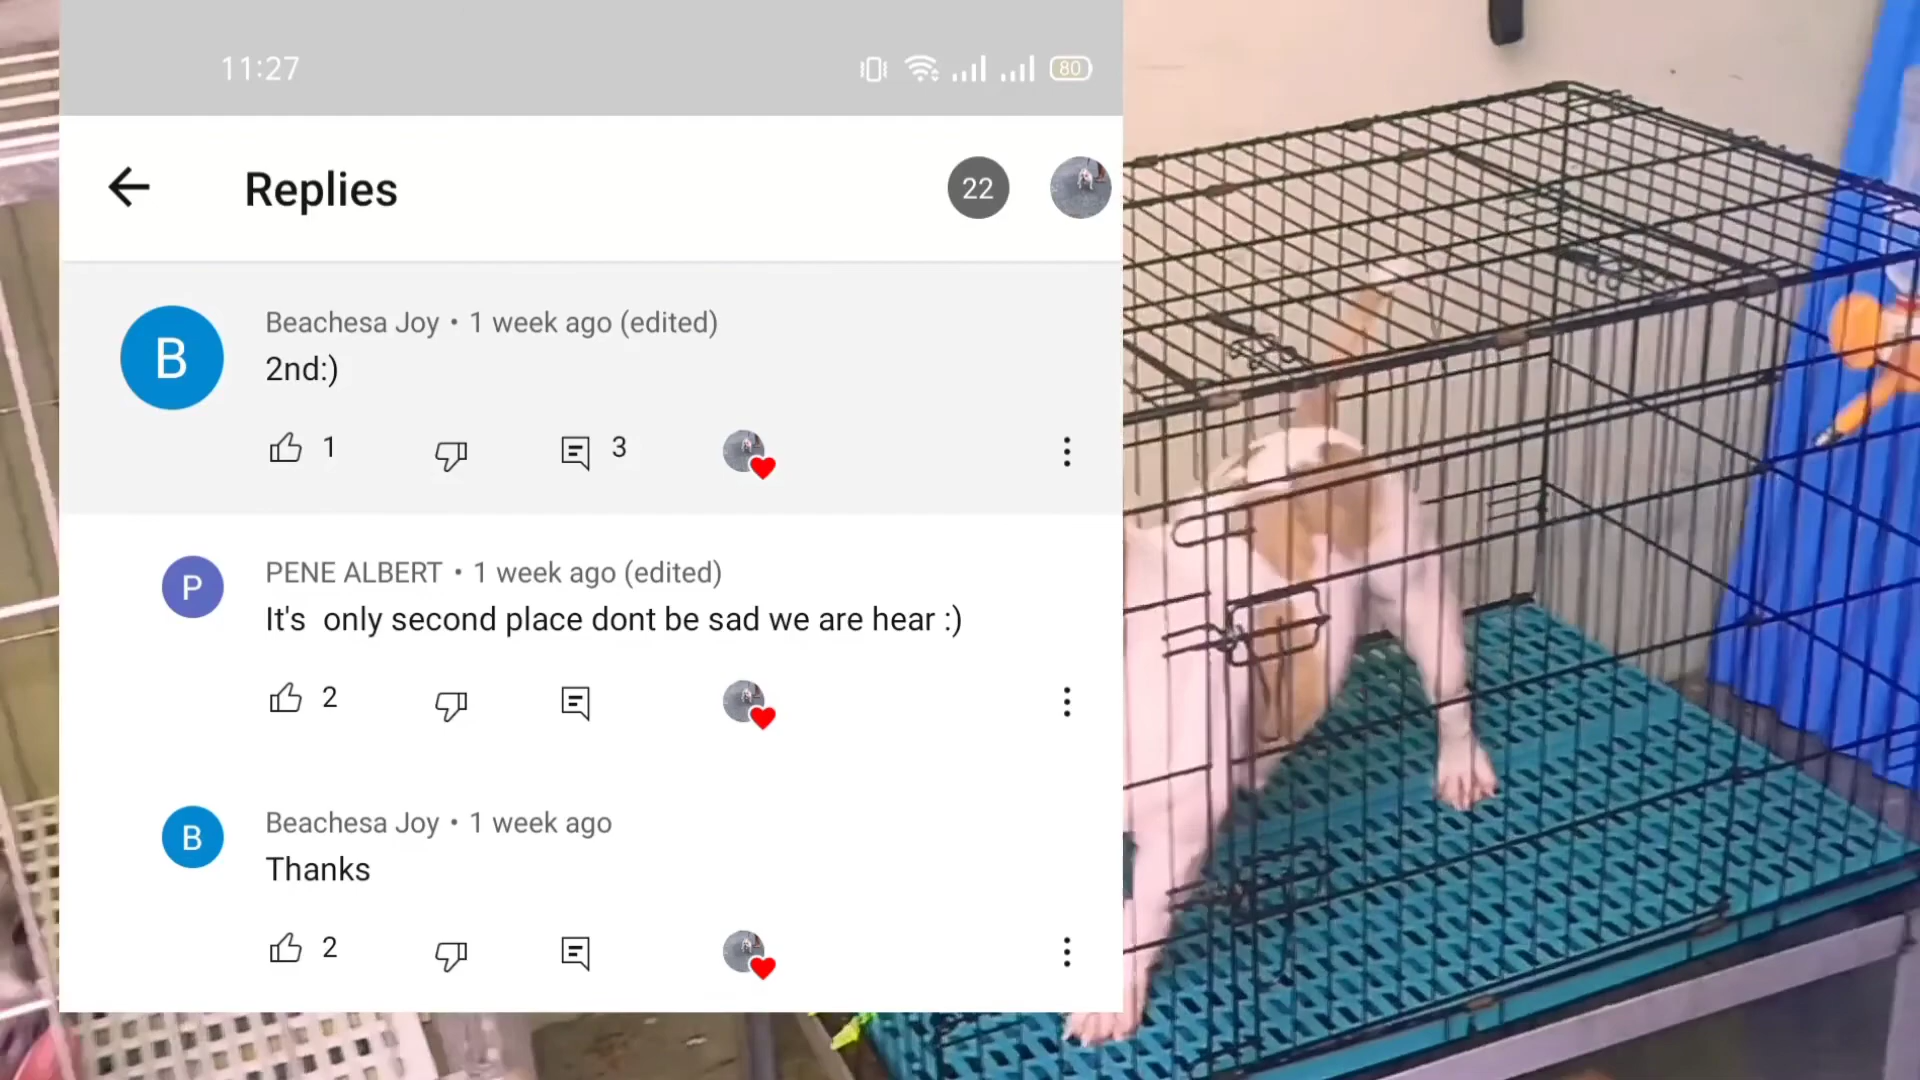 11:27
80
Replies
22
B
Beachesa Joy • 1 week ago (edited)
2nd:)
1
3
P
PENE ALBERT • 1 week ago (edited)
It's  only second place dont be sad we are hear :)
2
B
Beachesa Joy • 1 week ago
Thanks
2